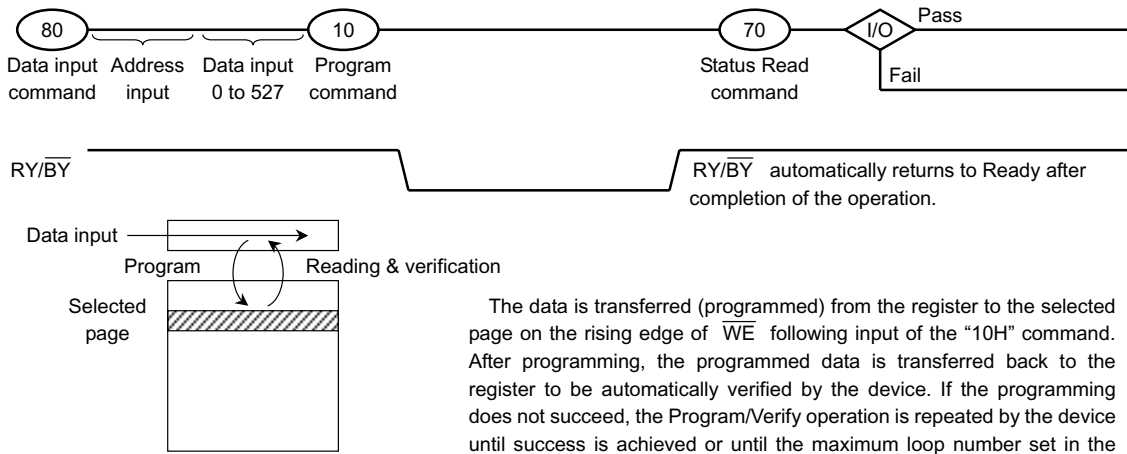 80
10
70
I/O
Pass
Data input
command
Address
input
Data input
0 to 527
Program
command
Status Read
command
Fail
RY/BY
RY/BY automatically returns to Ready after
completion of the operation.
Data input
Program
Reading & verification
Selected
page
The data is transferred (programmed) from the register to the selected
page on the rising edge of WE following input of the “10H” command.
After programming, the programmed data is transferred back to the
register to be automatically verified by the device. If the programming
does not succeed, the Program/Verify operation is repeated by the device
until success is achieved or until the maximum loop number set in the